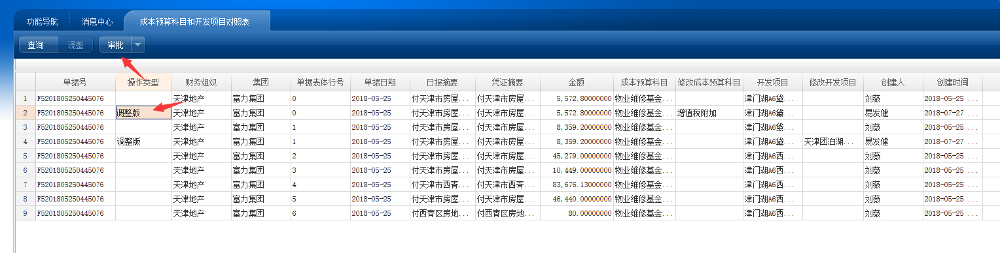 功能导航 消息中心 成本预算科目和开发项目对照表
查询 调整 审批
单据号 操作类型 财务组织 集团 单据表体行号 单据日期 日报摘要 凭证摘要 金额 成本预算科目 修改成本预算科目 开发项目 修改开发项目 创建人 创建时间
1 F5201805250445076 天津地产 富力集团 0 2018-05-25 付天津市房屋... 付天津市房屋... 5,572.80000000 物业维修基金... 津门湖A6黛... 刘薇 2018-05-25 ...
2 F5201805250445076 调整版 天津地产 富力集团 0 2018-05-25 付天津市房屋... 付天津市房屋... 5,572.80000000 物业维修基金... 增值税附加 津门湖A6黛... 易发健 2018-07-27 ...
3 F5201805250445076 天津地产 富力集团 1 2018-05-25 付天津市房屋... 付天津市房屋... 8,359.20000000 物业维修基金... 津门湖A6黛... 刘薇 2018-05-25 ...
4 F5201805250445076 调整版 天津地产 富力集团 1 2018-05-25 付天津市房屋... 付天津市房屋... 8,359.20000000 物业维修基金... 津门湖A6黛... 天津团泊湖... 易发健 2018-07-27 ...
5 F5201805250445076 天津地产 富力集团 2 2018-05-25 付天津市房屋... 付天津市房屋... 45,279.00000000 物业维修基金... 津门湖A6西... 刘薇 2018-05-25 ...
6 F5201805250445076 天津地产 富力集团 3 2018-05-25 付天津市房屋... 付天津市房屋... 10,449.00000000 物业维修基金... 津门湖A6西... 刘薇 2018-05-25 ...
7 F5201805250445076 天津地产 富力集团 4 2018-05-25 付天津市西青... 付天津市西青... 83,676.13000000 物业维修基金... 津门湖A6西... 刘薇 2018-05-25 ...
8 F5201805250445076 天津地产 富力集团 5 2018-05-25 付天津市房屋... 付天津市房屋... 46,440.00000000 物业维修基金... 津门湖A6西... 刘薇 2018-05-25 ...
9 F5201805250445076 天津地产 富力集团 6 2018-05-25 付西青区房地... 付西青区房地... 80.00000000 物业维修基金... 津门湖A6西... 刘薇 2018-05-25 ...